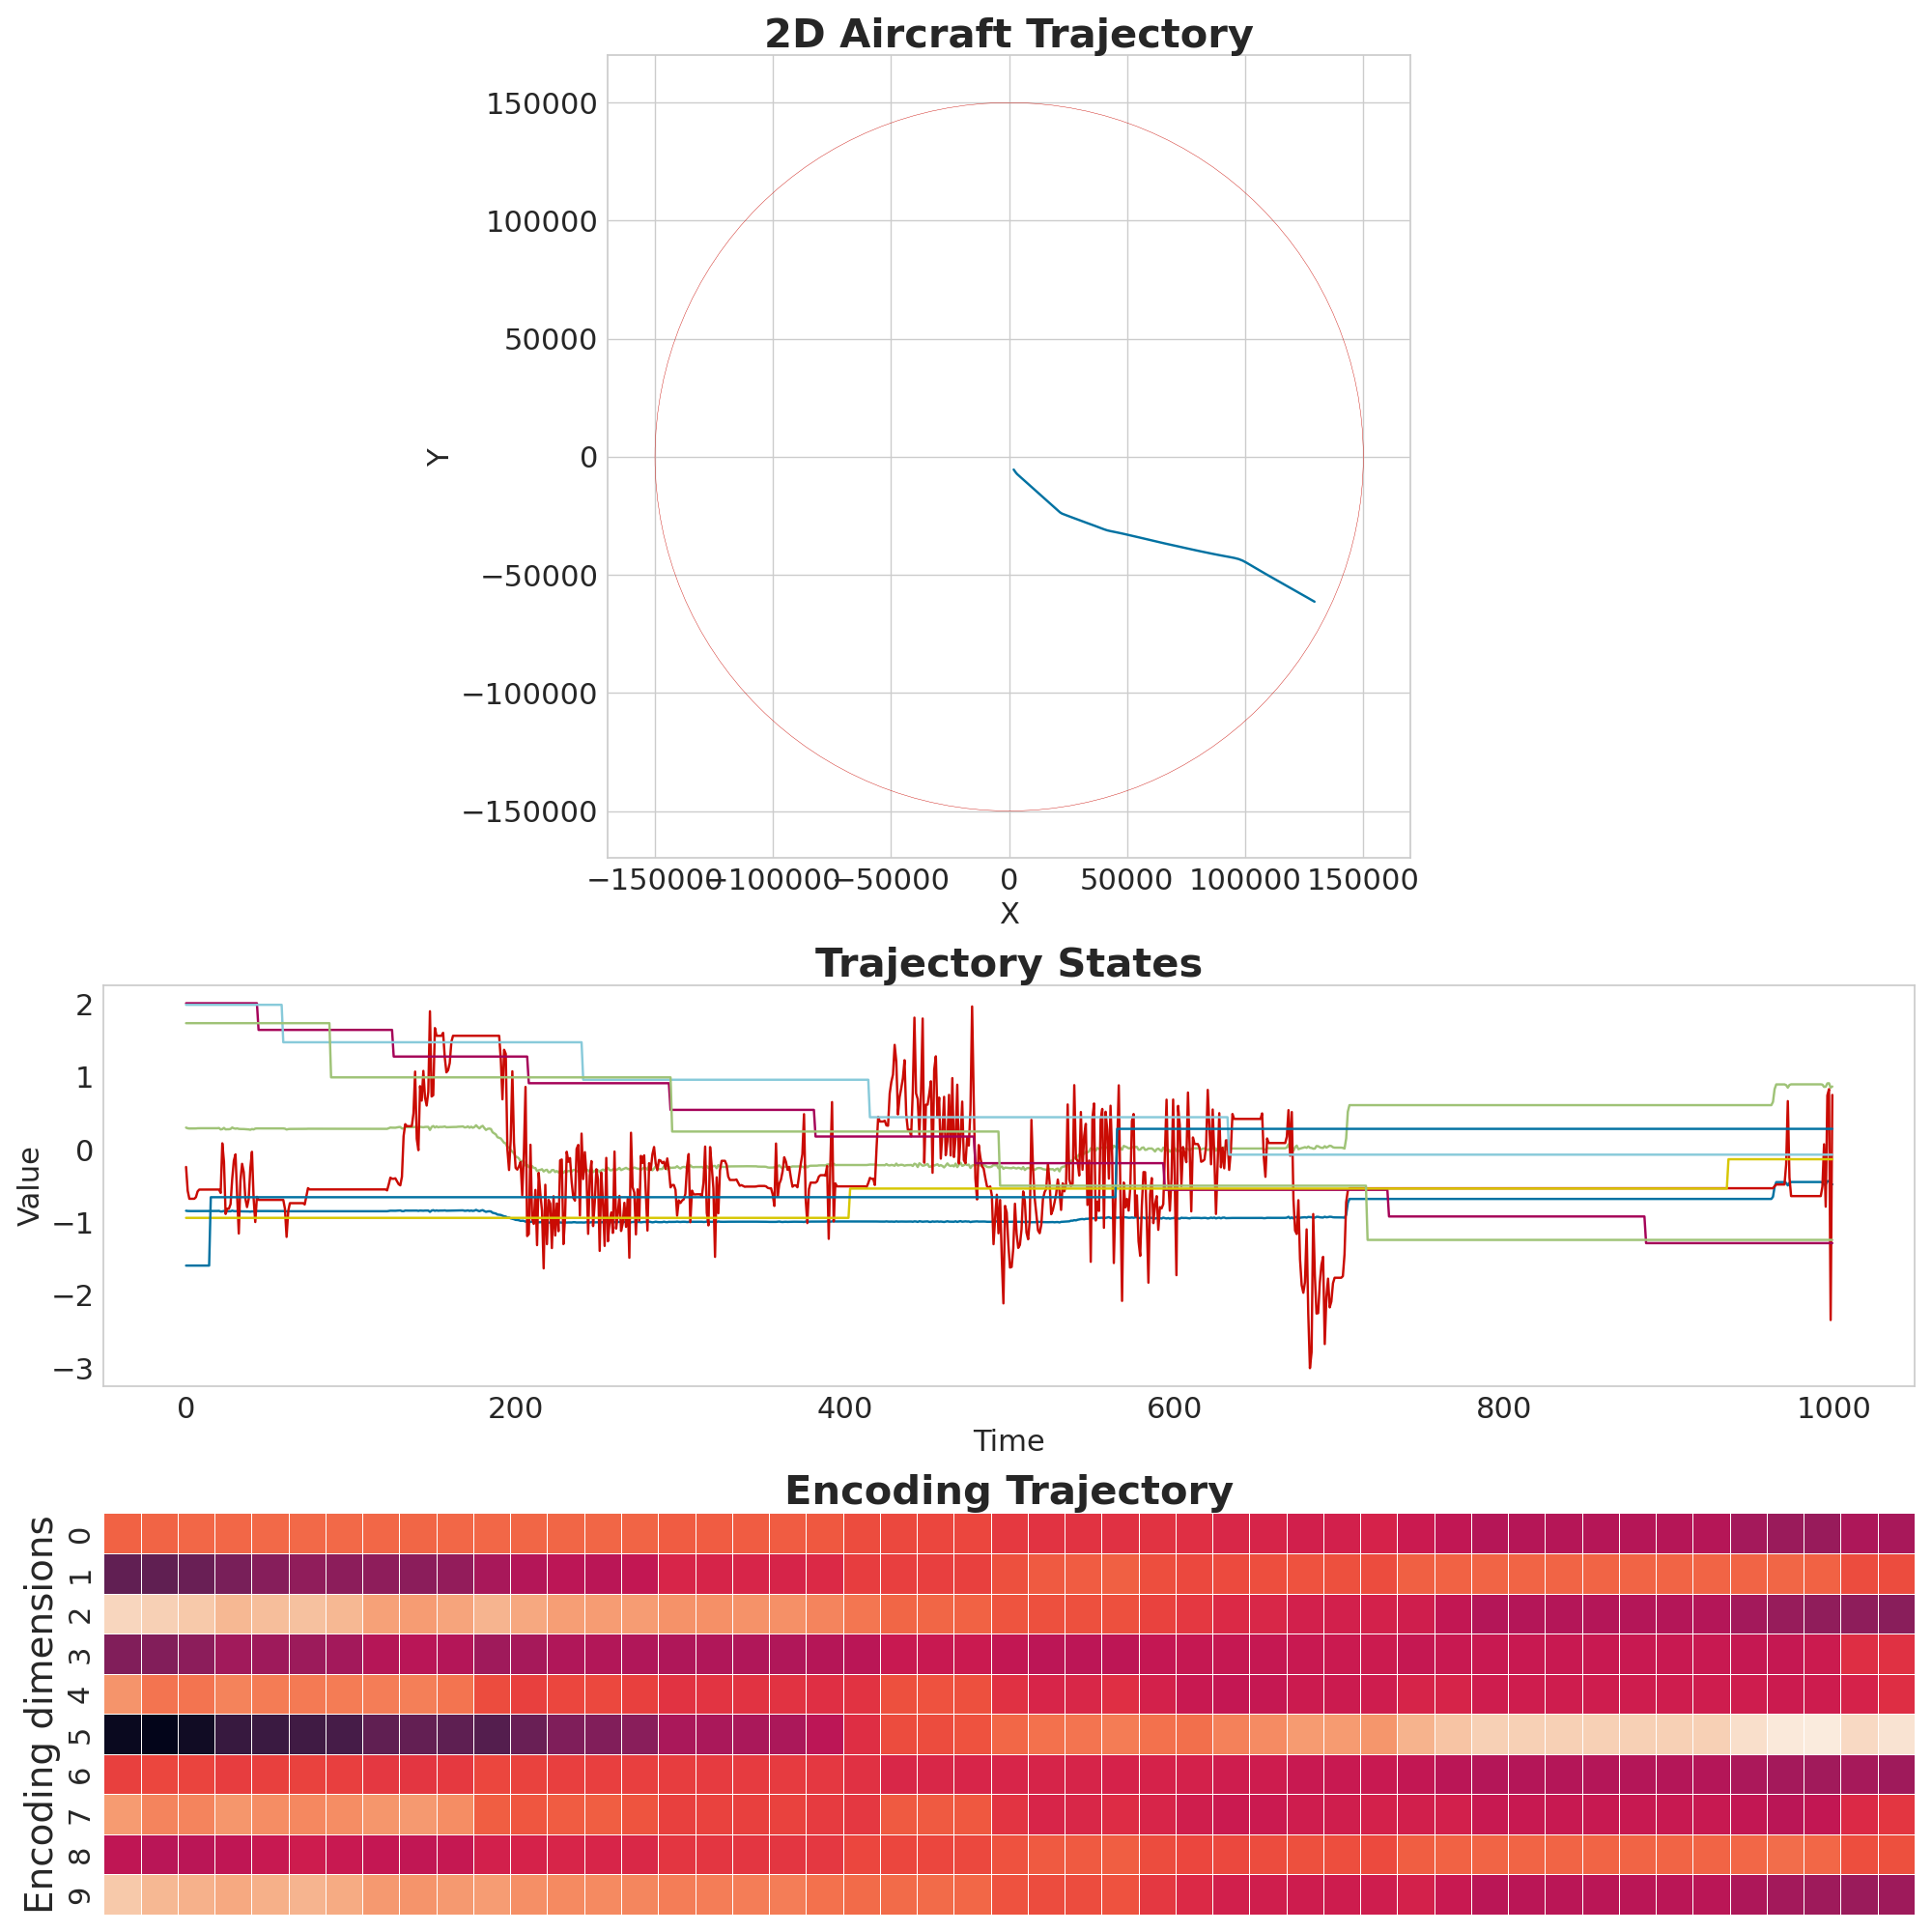 2D Aircraft Trajectory
150000
100000
50000
0
−50000
−100000
−150000
Y
−150000 −100000 −50000 0 50000 100000 150000
X
Trajectory States
2
1
0
−1
−2
−3
Value
0 200 400 600 800 1000
Time
Encoding Trajectory
Encoding dimensions
0
1
2
3
4
5
6
7
8
9